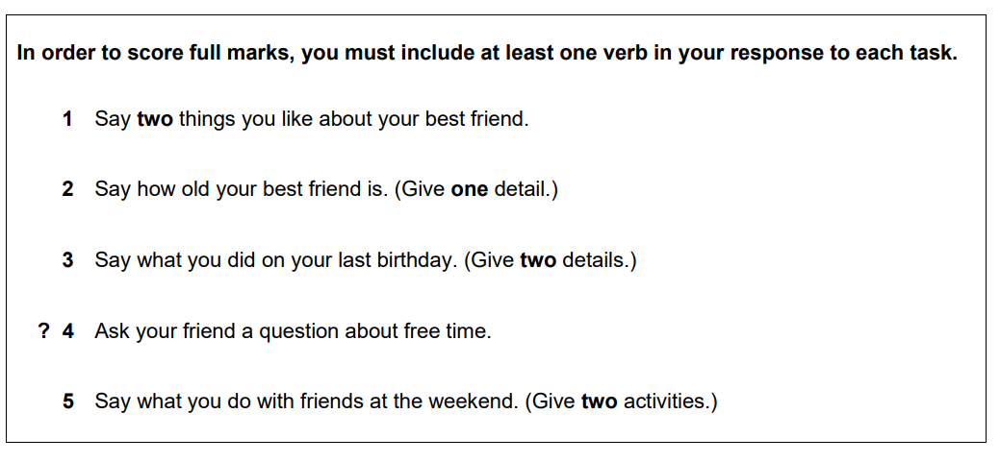 In order to score full marks, you must include at least one verb in your response to each task.
1 Say two things you like about your best friend.
2 Say how old your best friend is. (Give one detail.)
3 Say what you did on your last birthday. (Give two details.)
? 4 Ask your friend a question about free time.
5 Say what you do with friends at the weekend. (Give two activities.)